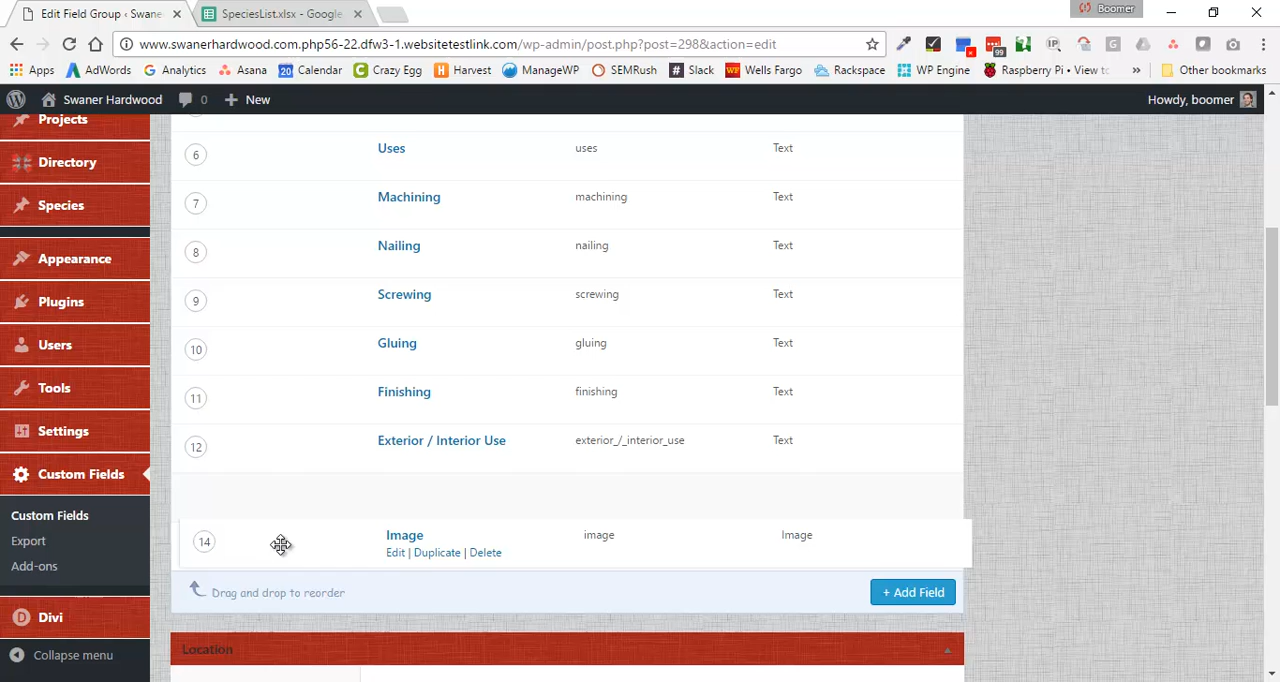 Edit Field Group ‹ Swane
SpeciesList.xlsx - Google
Boomer
www.swanerhardwood.com.php56-22.dfw3-1.websitetestlink.com/wp-admin/post.php?post=298&action=edit
Apps
AdWords
Analytics
Asana
20 Calendar
Crazy Egg
Harvest
ManageWP
SEMRush
Slack
Wells Fargo
Rackspace
WP Engine
Raspberry Pi • View to
»
Other bookmarks
Swaner Hardwood
0
New
Howdy, boomer
Projects
Directory
Species
Appearance
Plugins
Users
Tools
Settings
Custom Fields
Custom Fields
Export
Add-ons
Divi
Collapse menu
6 Uses uses Text
7 Machining machining Text
8 Nailing nailing Text
9 Screwing screwing Text
10 Gluing gluing Text
11 Finishing finishing Text
12 Exterior / Interior Use exterior_/_interior_use Text
14 Image image Image
Edit | Duplicate | Delete
Drag and drop to reorder
+ Add Field
Location